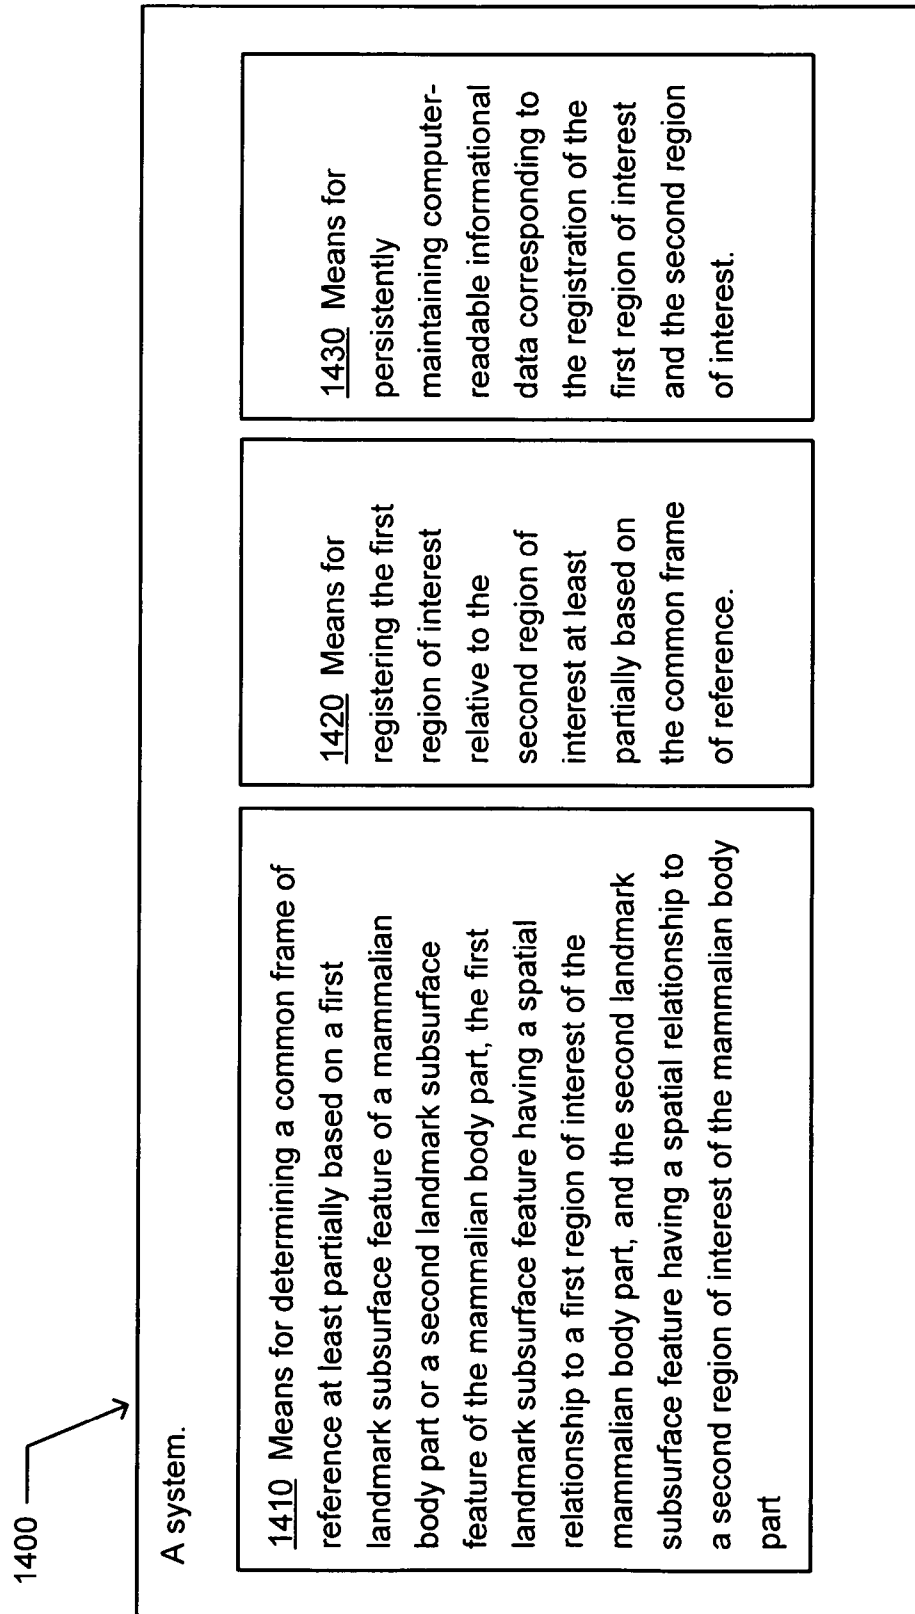 1400
A system.
1410 Means for determining a common frame of
reference at least partially based on a first
landmark subsurface feature of a mammalian
body part or a second landmark subsurface
feature of the mammalian body part, the first
landmark subsurface feature having a spatial
relationship to a first region of interest of the
mammalian body part, and the second landmark
subsurface feature having a spatial relationship to
a second region of interest of the mammalian body
part
1420 Means for
registering the first
region of interest
relative to the
second region of
interest at least
partially based on
the common frame
of reference.
1430 Means for
persistently
maintaining computer-
readable informational
data corresponding to
the registration of the
first region of interest
and the second region
of interest.